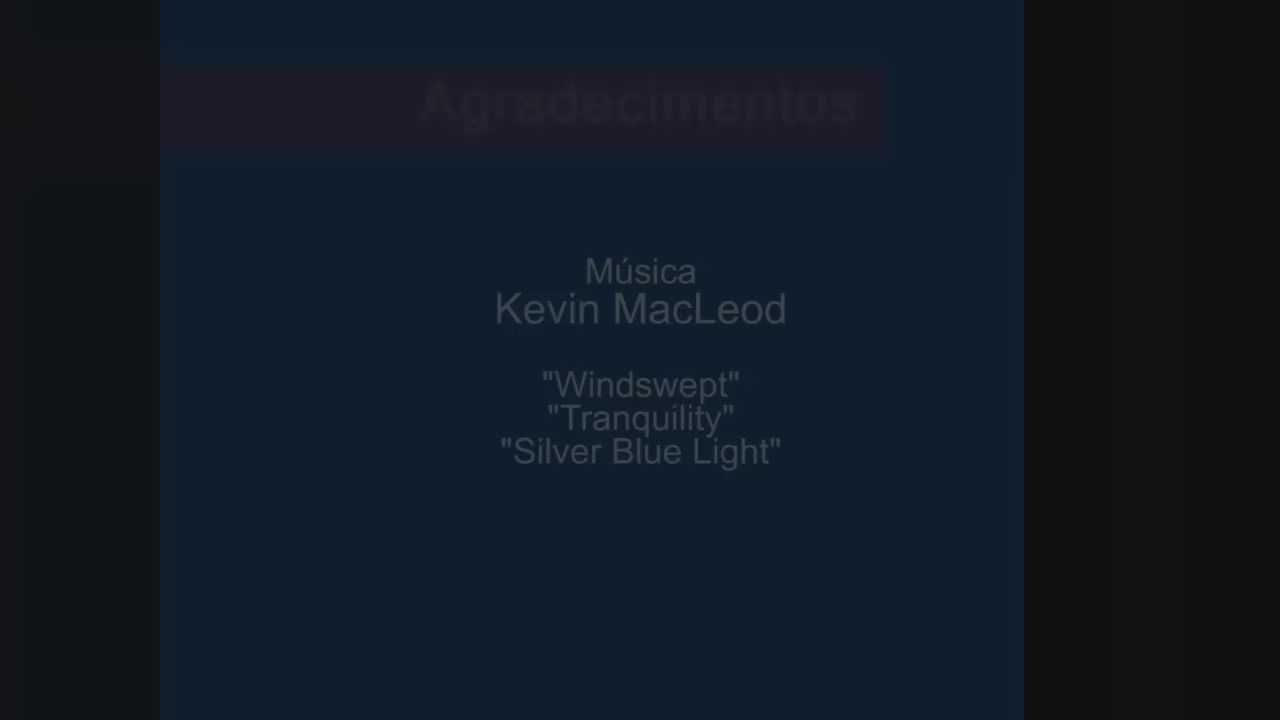 Agradecimentos
Música
Kevin MacLeod
"Windswept"
"Tranquility"
"Silver Blue Light"